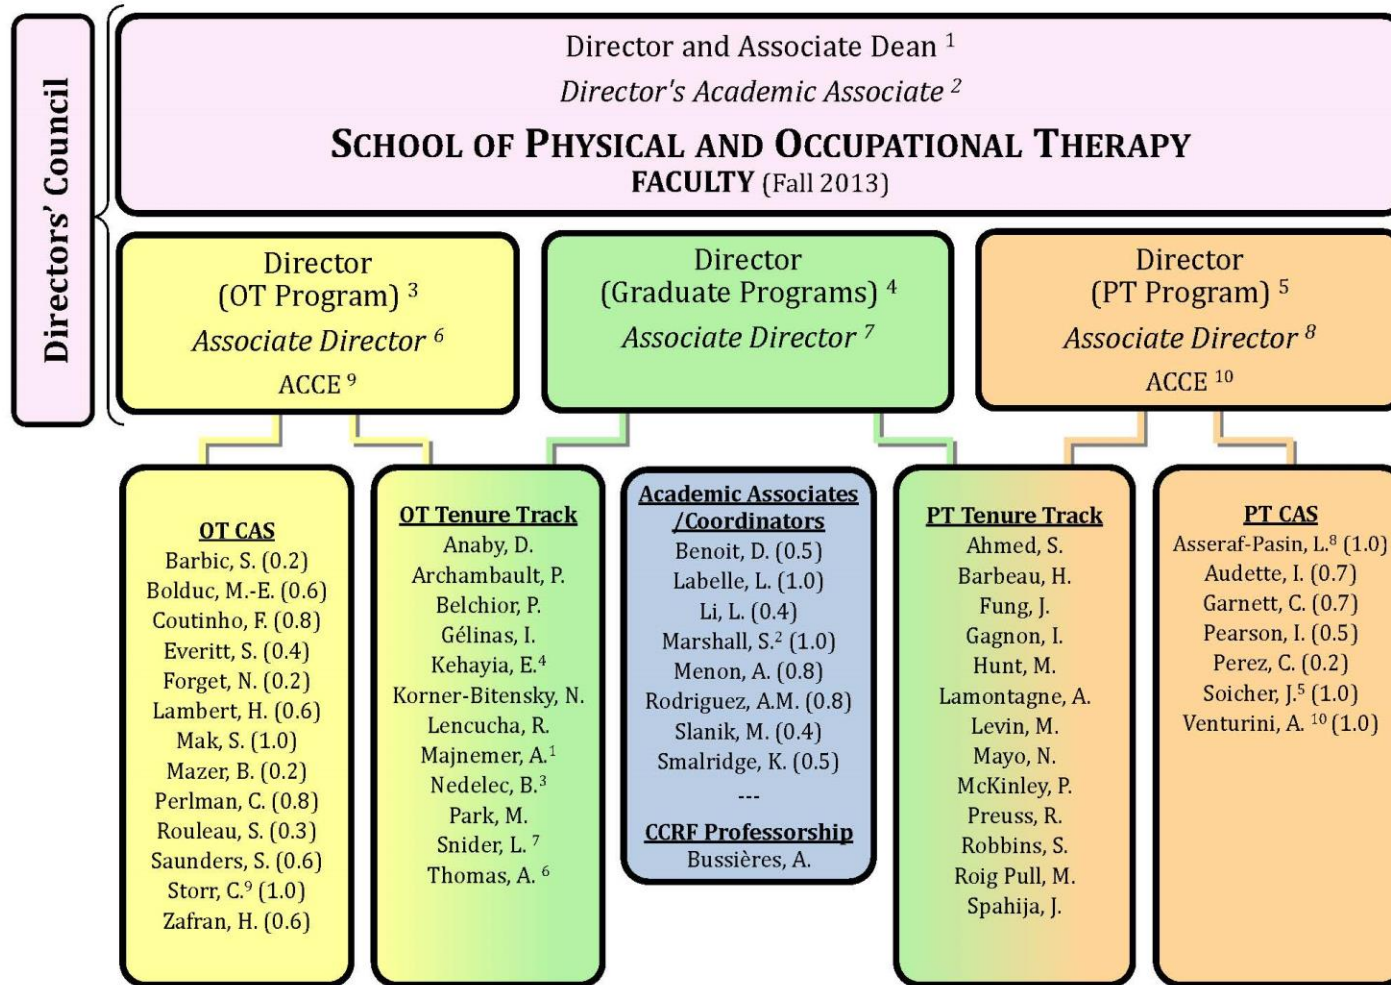 Directors' Council
Director and Associate Dean ¹
Director's Academic Associate ²
SCHOOL OF PHYSICAL AND OCCUPATIONAL THERAPY
FACULTY (Fall 2013)
Director
(OT Program) ³
Associate Director ⁶
ACCE ⁹
Director
(Graduate Programs) ⁴
Associate Director ⁷
Director
(PT Program) ⁵
Associate Director ⁸
ACCE ¹⁰
OT CAS
Barbic, S. (0.2)
Bolduc, M.-E. (0.6)
Coutinho, F. (0.8)
Everitt, S. (0.4)
Forget, N. (0.2)
Lambert, H. (0.6)
Mak, S. (1.0)
Mazer, B. (0.2)
Perlman, C. (0.8)
Rouleau, S. (0.3)
Saunders, S. (0.6)
Storr, C.⁹ (1.0)
Zafran, H. (0.6)
OT Tenure Track
Anaby, D.
Archambault, P.
Belchior, P.
Gélinas, I.
Kehayia, E.⁴
Korner-Bitensky, N.
Lencucha, R.
Majnemer, A.¹
Nedelec, B.³
Park, M.
Snider, L. ⁷
Thomas, A. ⁶
Academic Associates
/Coordinators
Benoit, D. (0.5)
Labelle, L. (1.0)
Li, L. (0.4)
Marshall, S.² (1.0)
Menon, A. (0.8)
Rodriguez, A.M. (0.8)
Slanik, M. (0.4)
Smalridge, K. (0.5)
---
CCRF Professorship
Bussières, A.
PT Tenure Track
Ahmed, S.
Barbeau, H.
Fung, J.
Gagnon, I.
Hunt, M.
Lamontagne, A.
Levin, M.
Mayo, N.
McKinley, P.
Preuss, R.
Robbins, S.
Roig Pull, M.
Spahija, J.
PT CAS
Asseraf-Pasin, L.⁸ (1.0)
Audette, I. (0.7)
Garnett, C. (0.7)
Pearson, I. (0.5)
Perez, C. (0.2)
Soicher, J.⁵ (1.0)
Venturini, A. ¹⁰ (1.0)